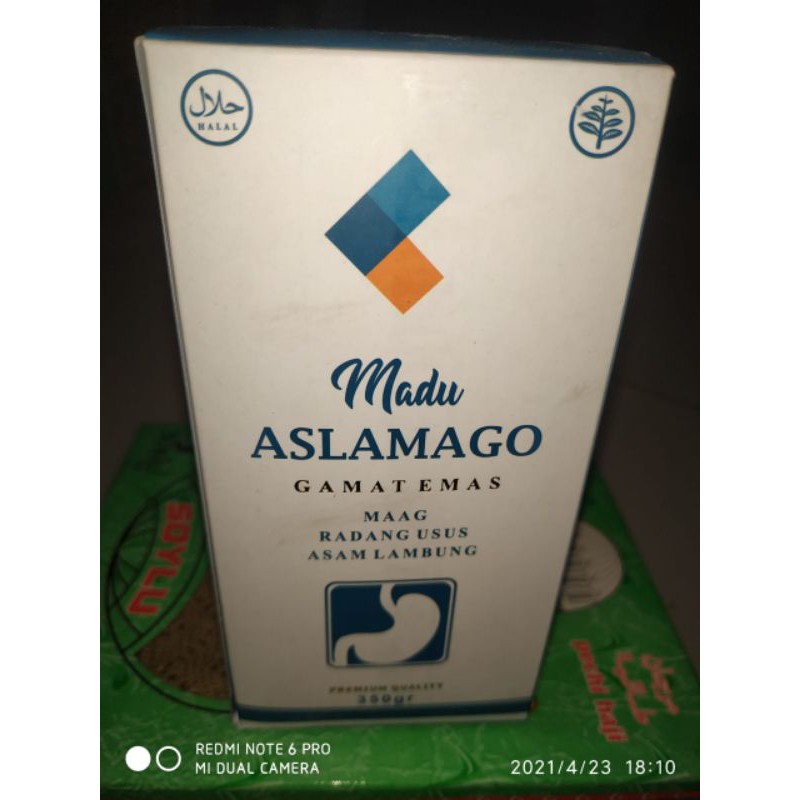 حلال
HALAL
Madu
ASLAMAGO
GAMAT EMAS
MAAG
RADANG USUS
ASAM LAMBUNG
PREMIUM QUALITY
350gr
SOYLU
REDMI NOTE 6 PRO
MI DUAL CAMERA
2021/4/23 18:10